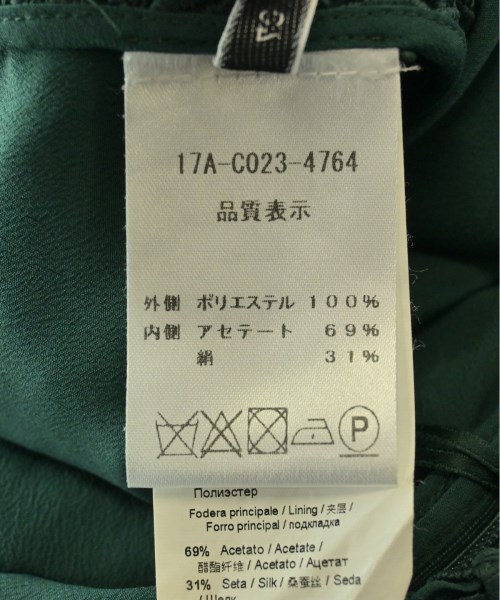 17A-C023-4764
品質表示
外側 ポリエステル 100%
内側 アセテート 69%
絹 31%
P
Полиэстер
Fodera principale / Lining / 夹层 /
Forro principal / подкладка
69% Acetato / Acetate /
醋酯纤维 / Acetato / Ацетат
31% Seta / Silk / 桑蚕丝 / Seda
/ Шелк